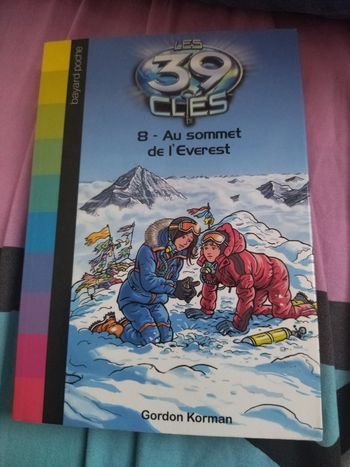 LES
39
CLÉS
8 - Au sommet
de l'Everest
bayard poche
Gordon Korman